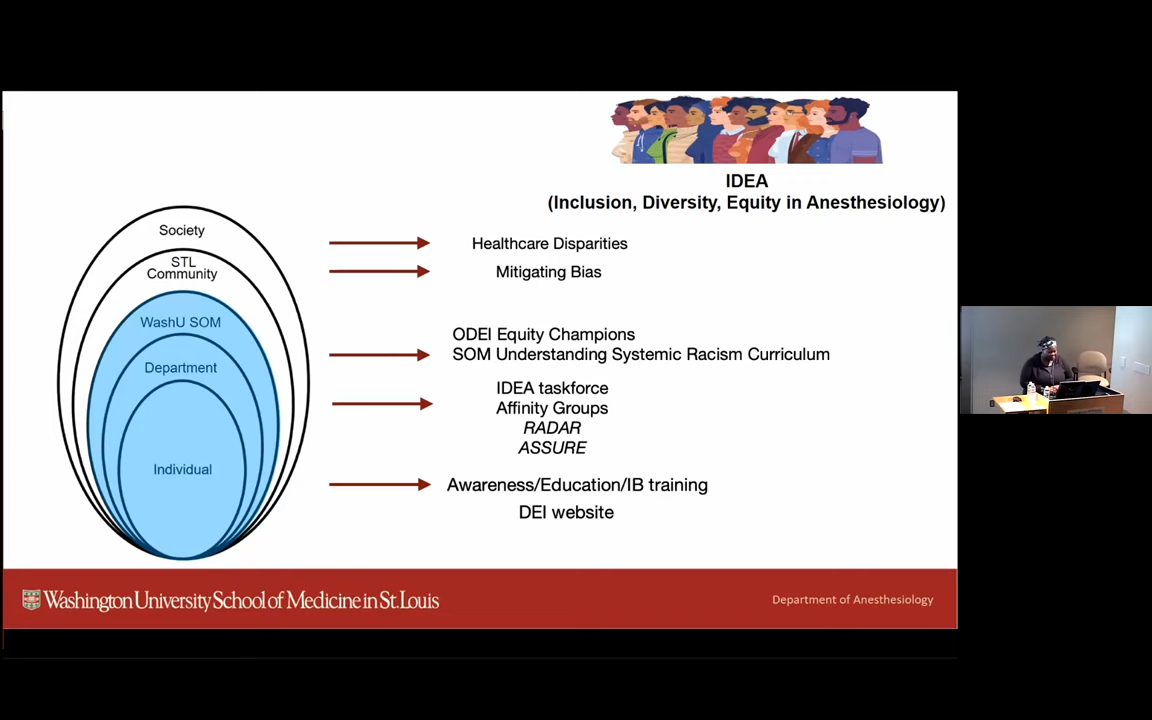 IDEA
(Inclusion, Diversity, Equity in Anesthesiology)
Society
STL
Community
WashU SOM
Department
Individual
Healthcare Disparities
Mitigating Bias
ODEI Equity Champions
SOM Understanding Systemic Racism Curriculum
IDEA taskforce
Affinity Groups
RADAR
ASSURE
Awareness/Education/IB training
DEI website
Washington University School of Medicine in St. Louis
Department of Anesthesiology